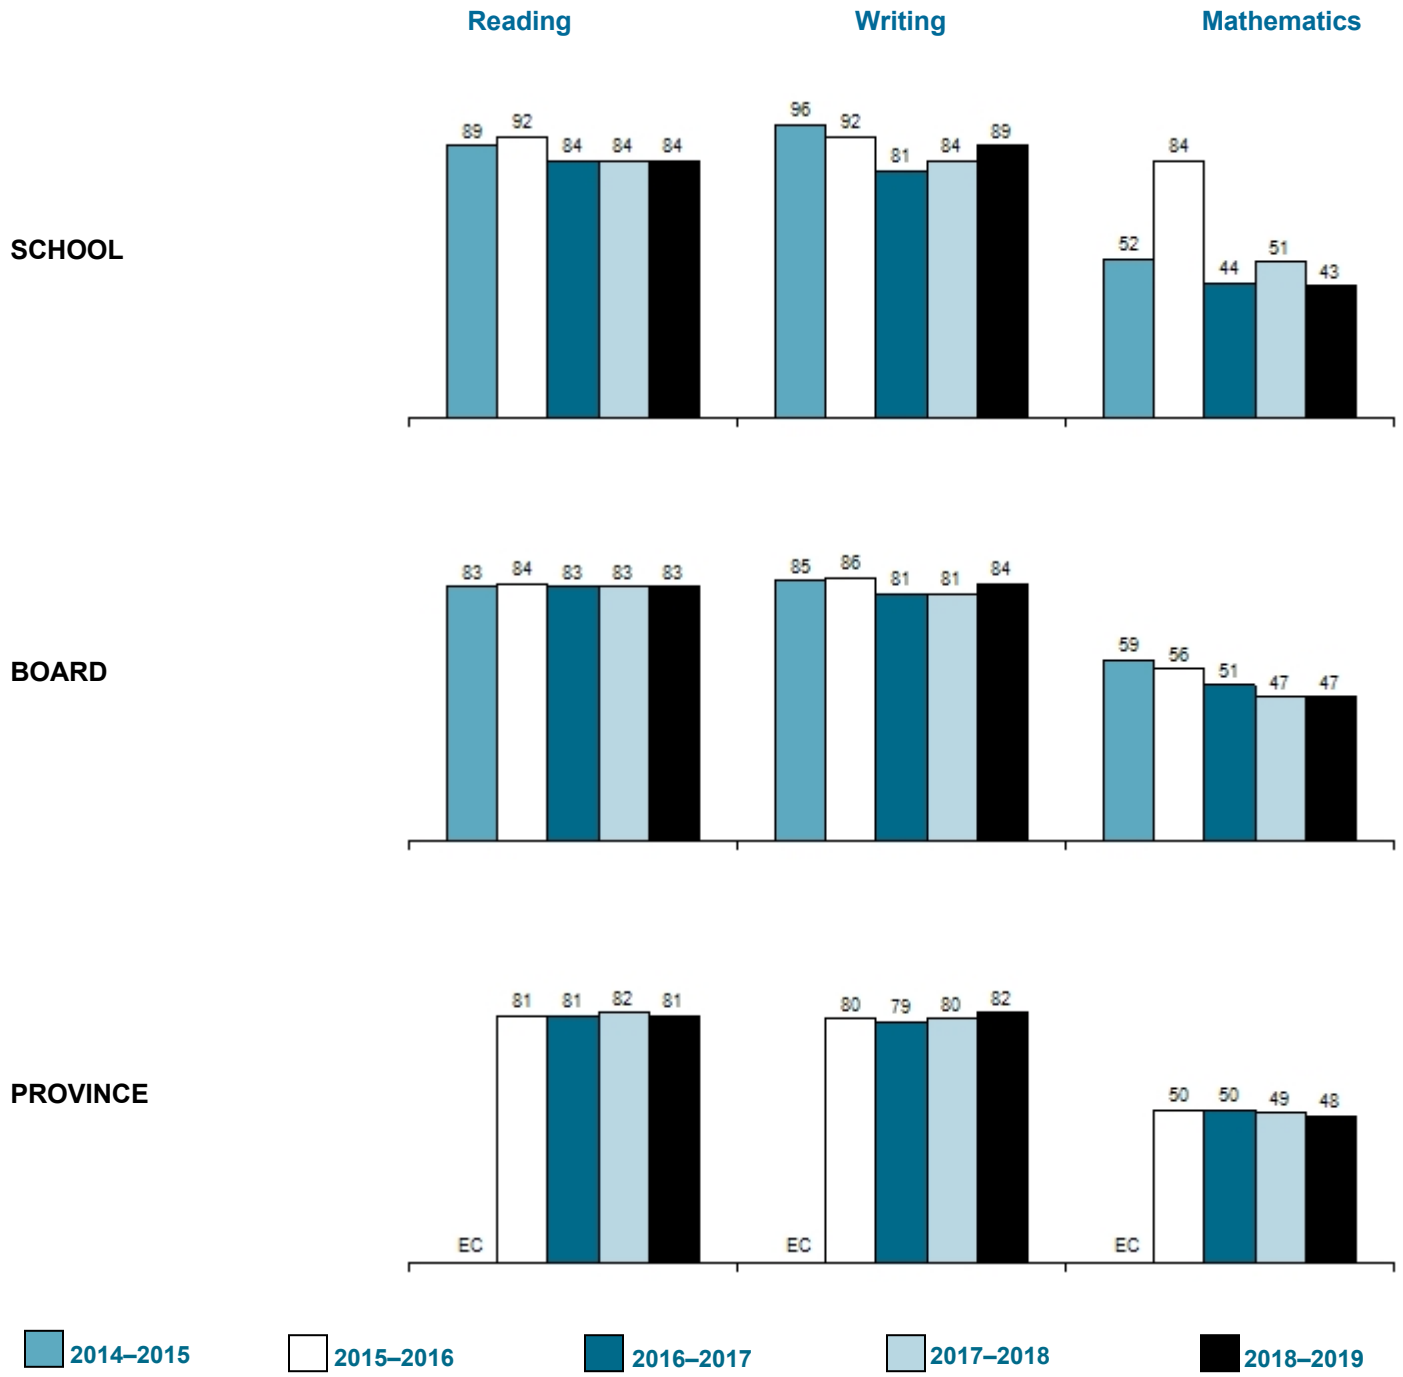 Reading Writing Mathematics
SCHOOL
89 92 84 84 84
96 92 81 84 89
52 84 44 51 43
BOARD
83 84 83 83 83
85 86 81 81 84
59 56 51 47 47
PROVINCE
EC 81 81 82 81
EC 80 79 80 82
EC 50 50 49 48
2014–2015 2015–2016 2016–2017 2017–2018 2018–2019